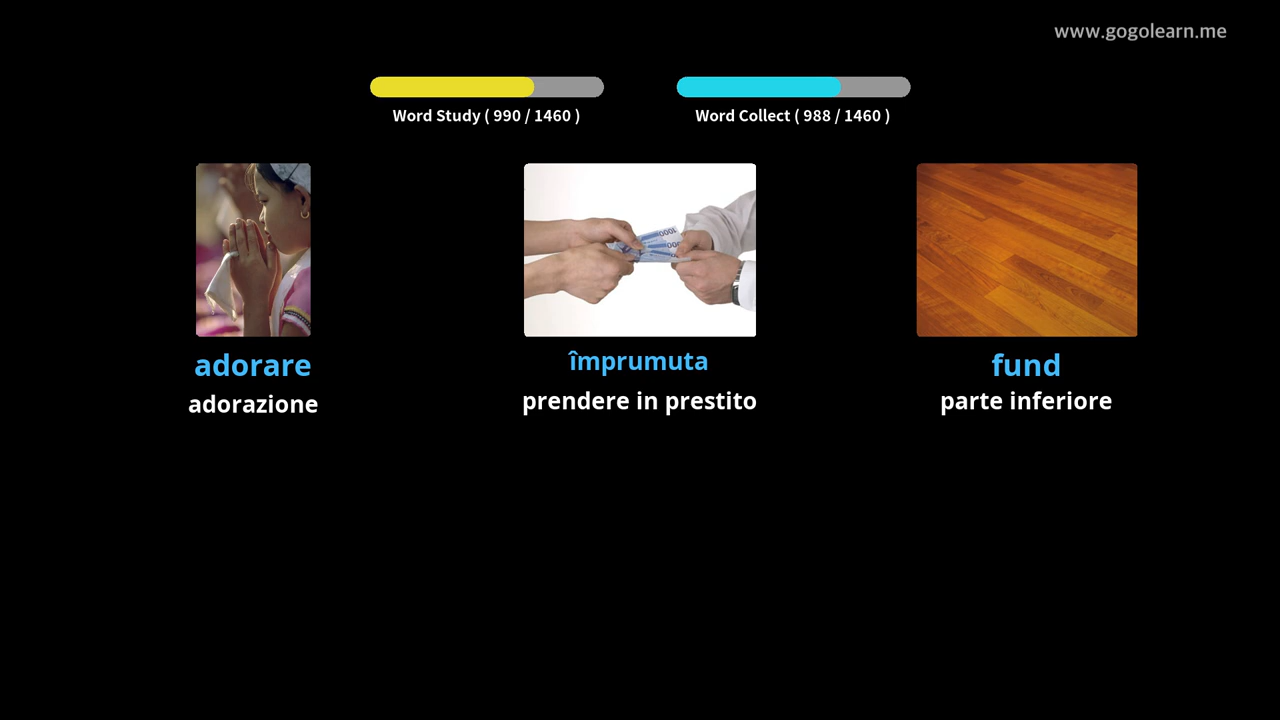 www.gogolearn.me
Word Study ( 990 / 1460 )
Word Collect ( 988 / 1460 )
adorare
adorazione
împrumuta
prendere in prestito
fund
parte inferiore